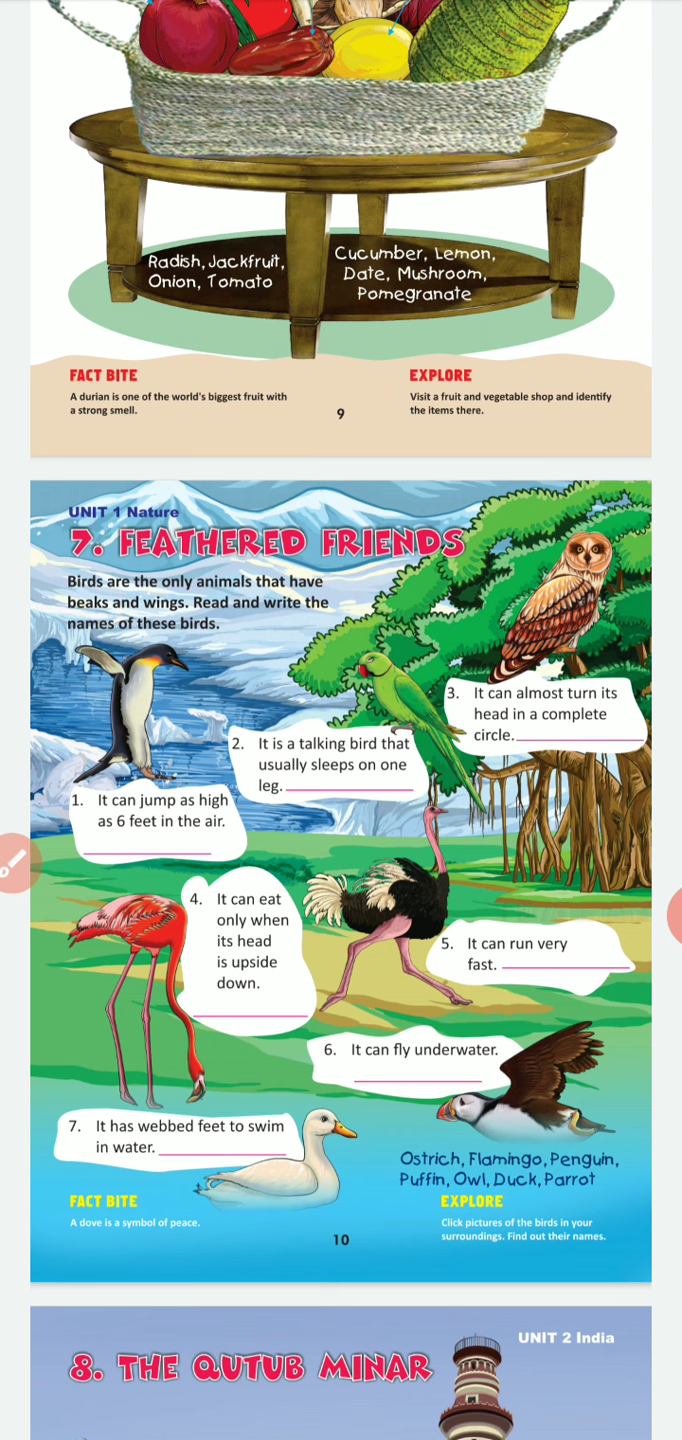 Radish, Jackfruit,
Onion, Tomato
Cucumber, Lemon,
Date, Mushroom,
Pomegranate
FACT BITE
A durian is one of the world's biggest fruit with
a strong smell.
9
EXPLORE
Visit a fruit and vegetable shop and identify
the items there.
UNIT 1 Nature
7. FEATHERED FRIENDS
Birds are the only animals that have
beaks and wings. Read and write the
names of these birds.
3. It can almost turn its
head in a complete
circle.
2. It is a talking bird that
usually sleeps on one
leg.
1. It can jump as high
as 6 feet in the air.
4. It can eat
only when
its head
is upside
down.
5. It can run very
fast.
6. It can fly underwater.
7. It has webbed feet to swim
in water.
Ostrich, Flamingo, Penguin,
Puffin, Owl, Duck, Parrot
FACT BITE
A dove is a symbol of peace.
EXPLORE
Click pictures of the birds in your
surroundings. Find out their names.
10
UNIT 2 India
8. THE QUTUB MINAR